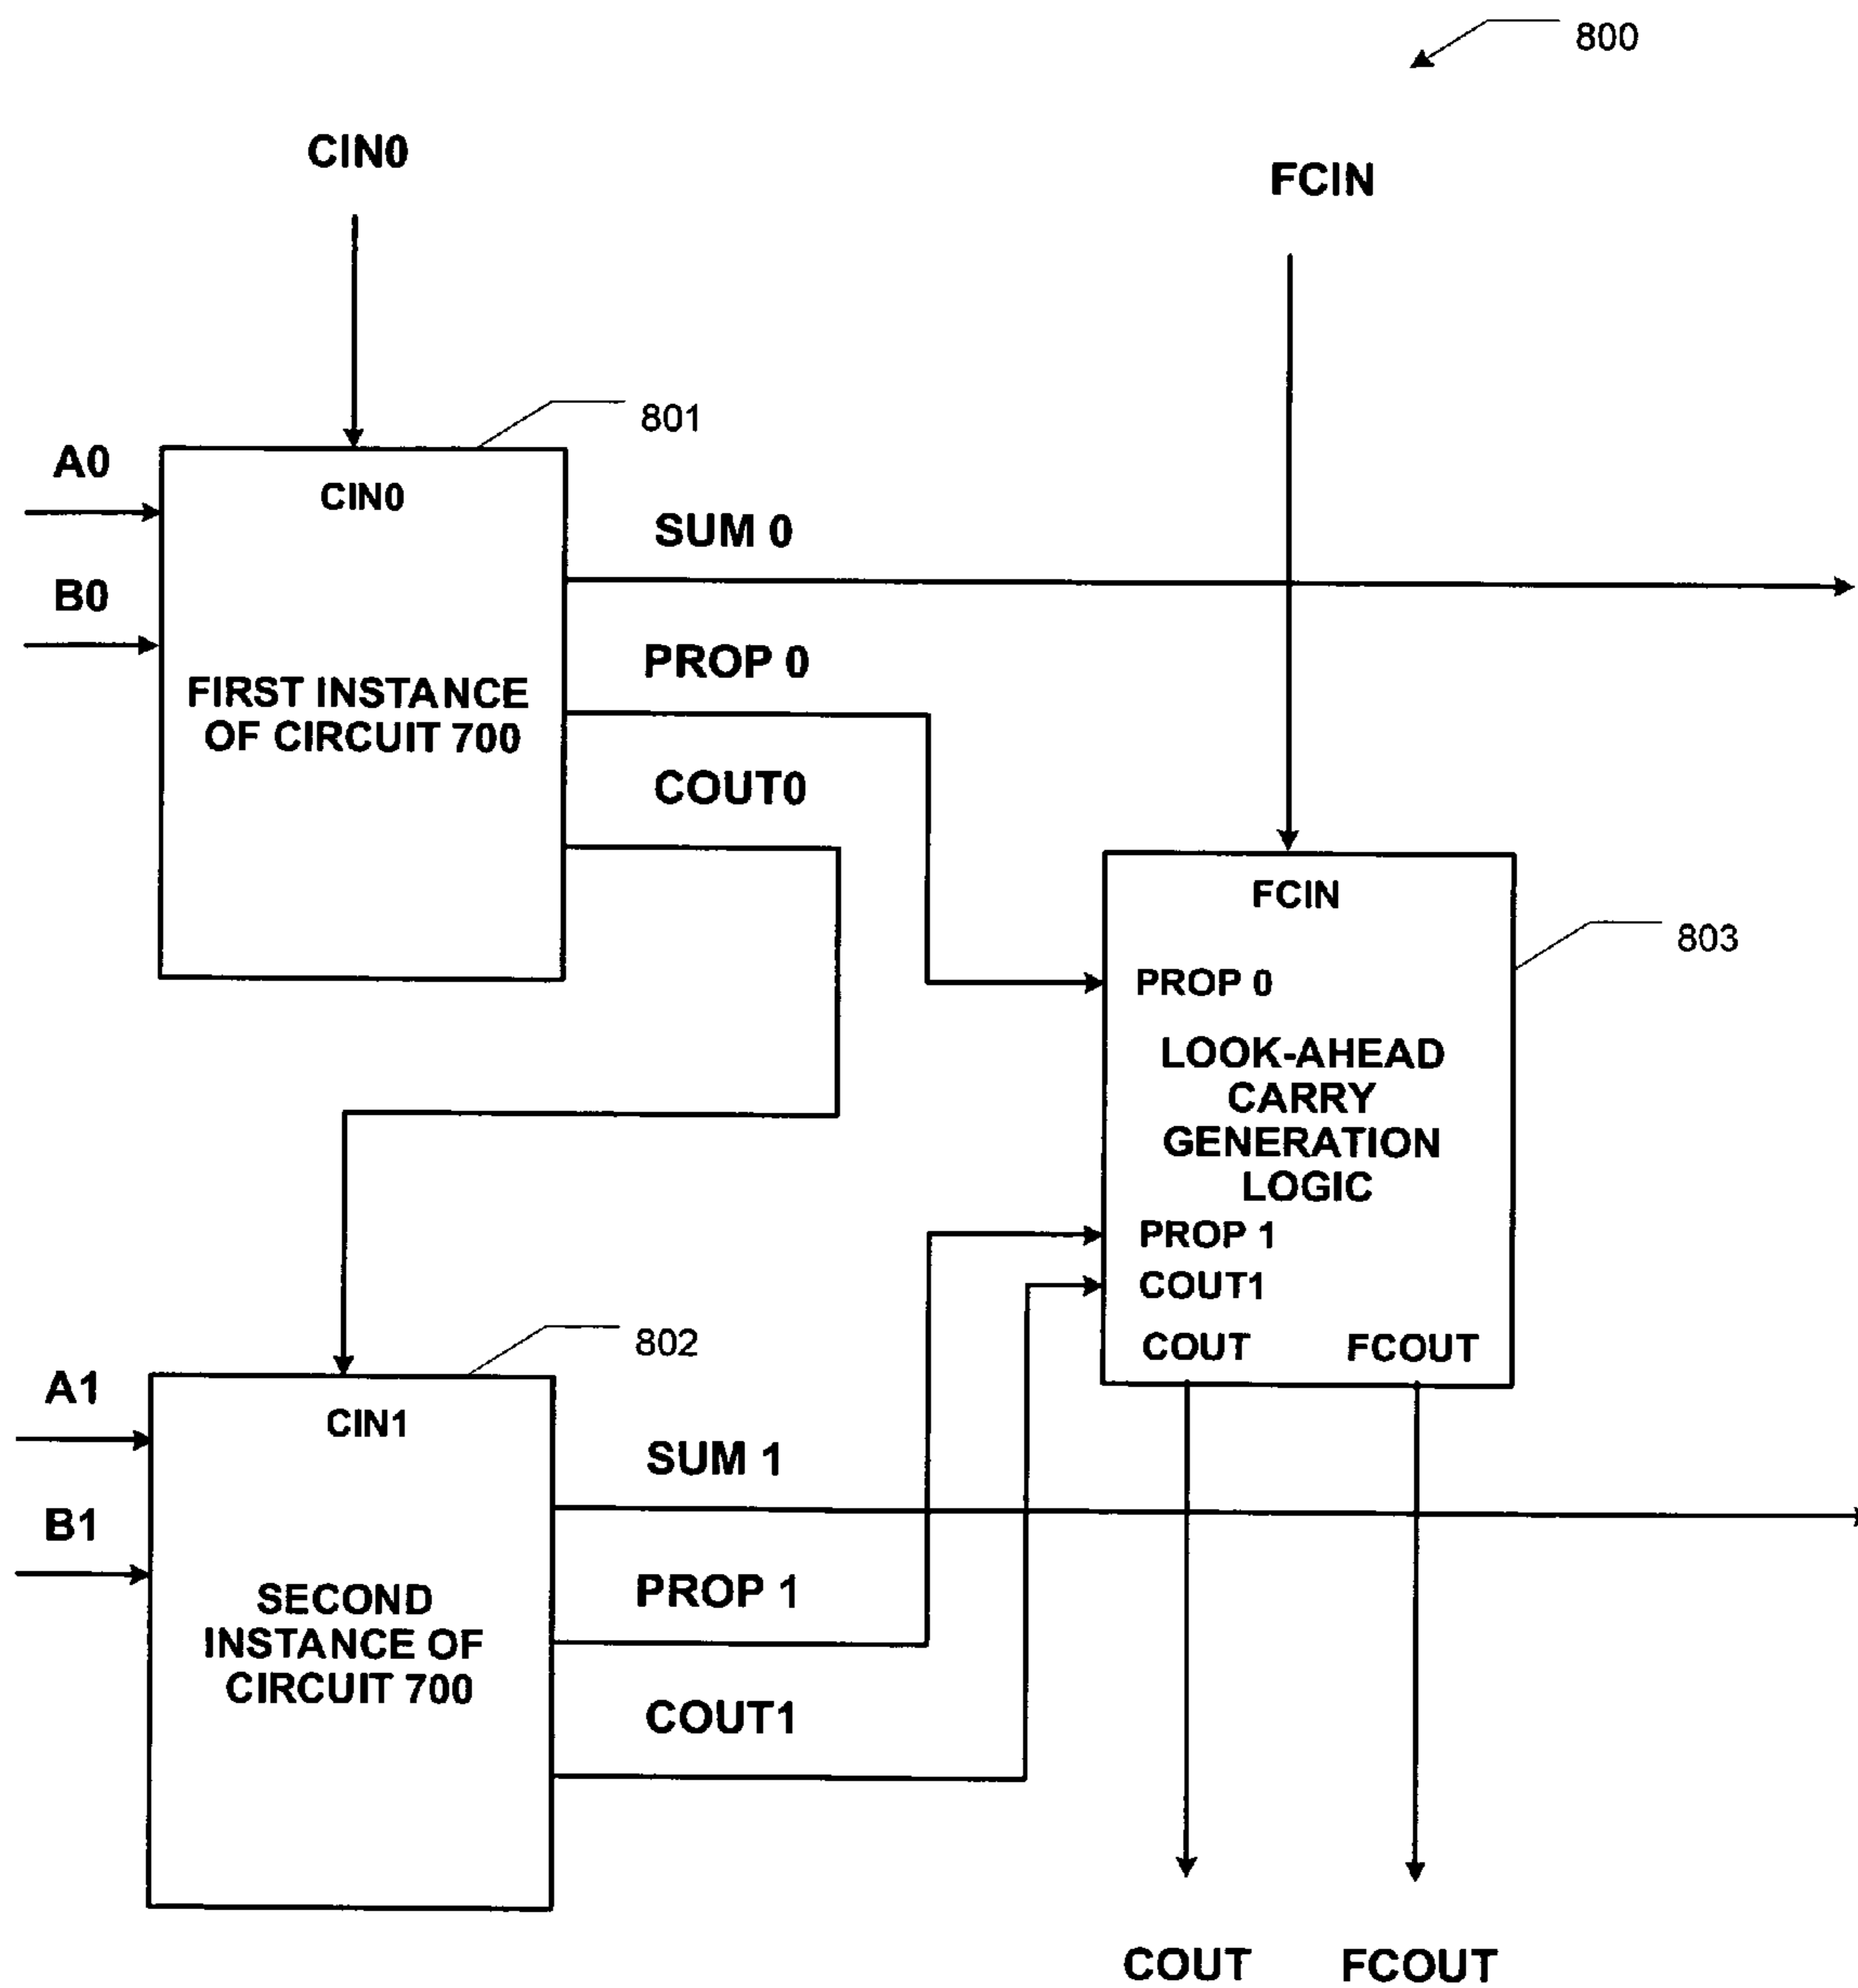 800
CIN0
FCIN
801
A0
CIN0
SUM 0
B0
PROP 0
FIRST INSTANCE
OF CIRCUIT 700
COUT0
FCIN
803
PROP 0
LOOK-AHEAD
CARRY
GENERATION
LOGIC
PROP 1
COUT1
COUT FCOUT
802
A1
CIN1
SUM 1
B1
PROP 1
SECOND
INSTANCE OF
CIRCUIT 700
COUT1
COUT FCOUT